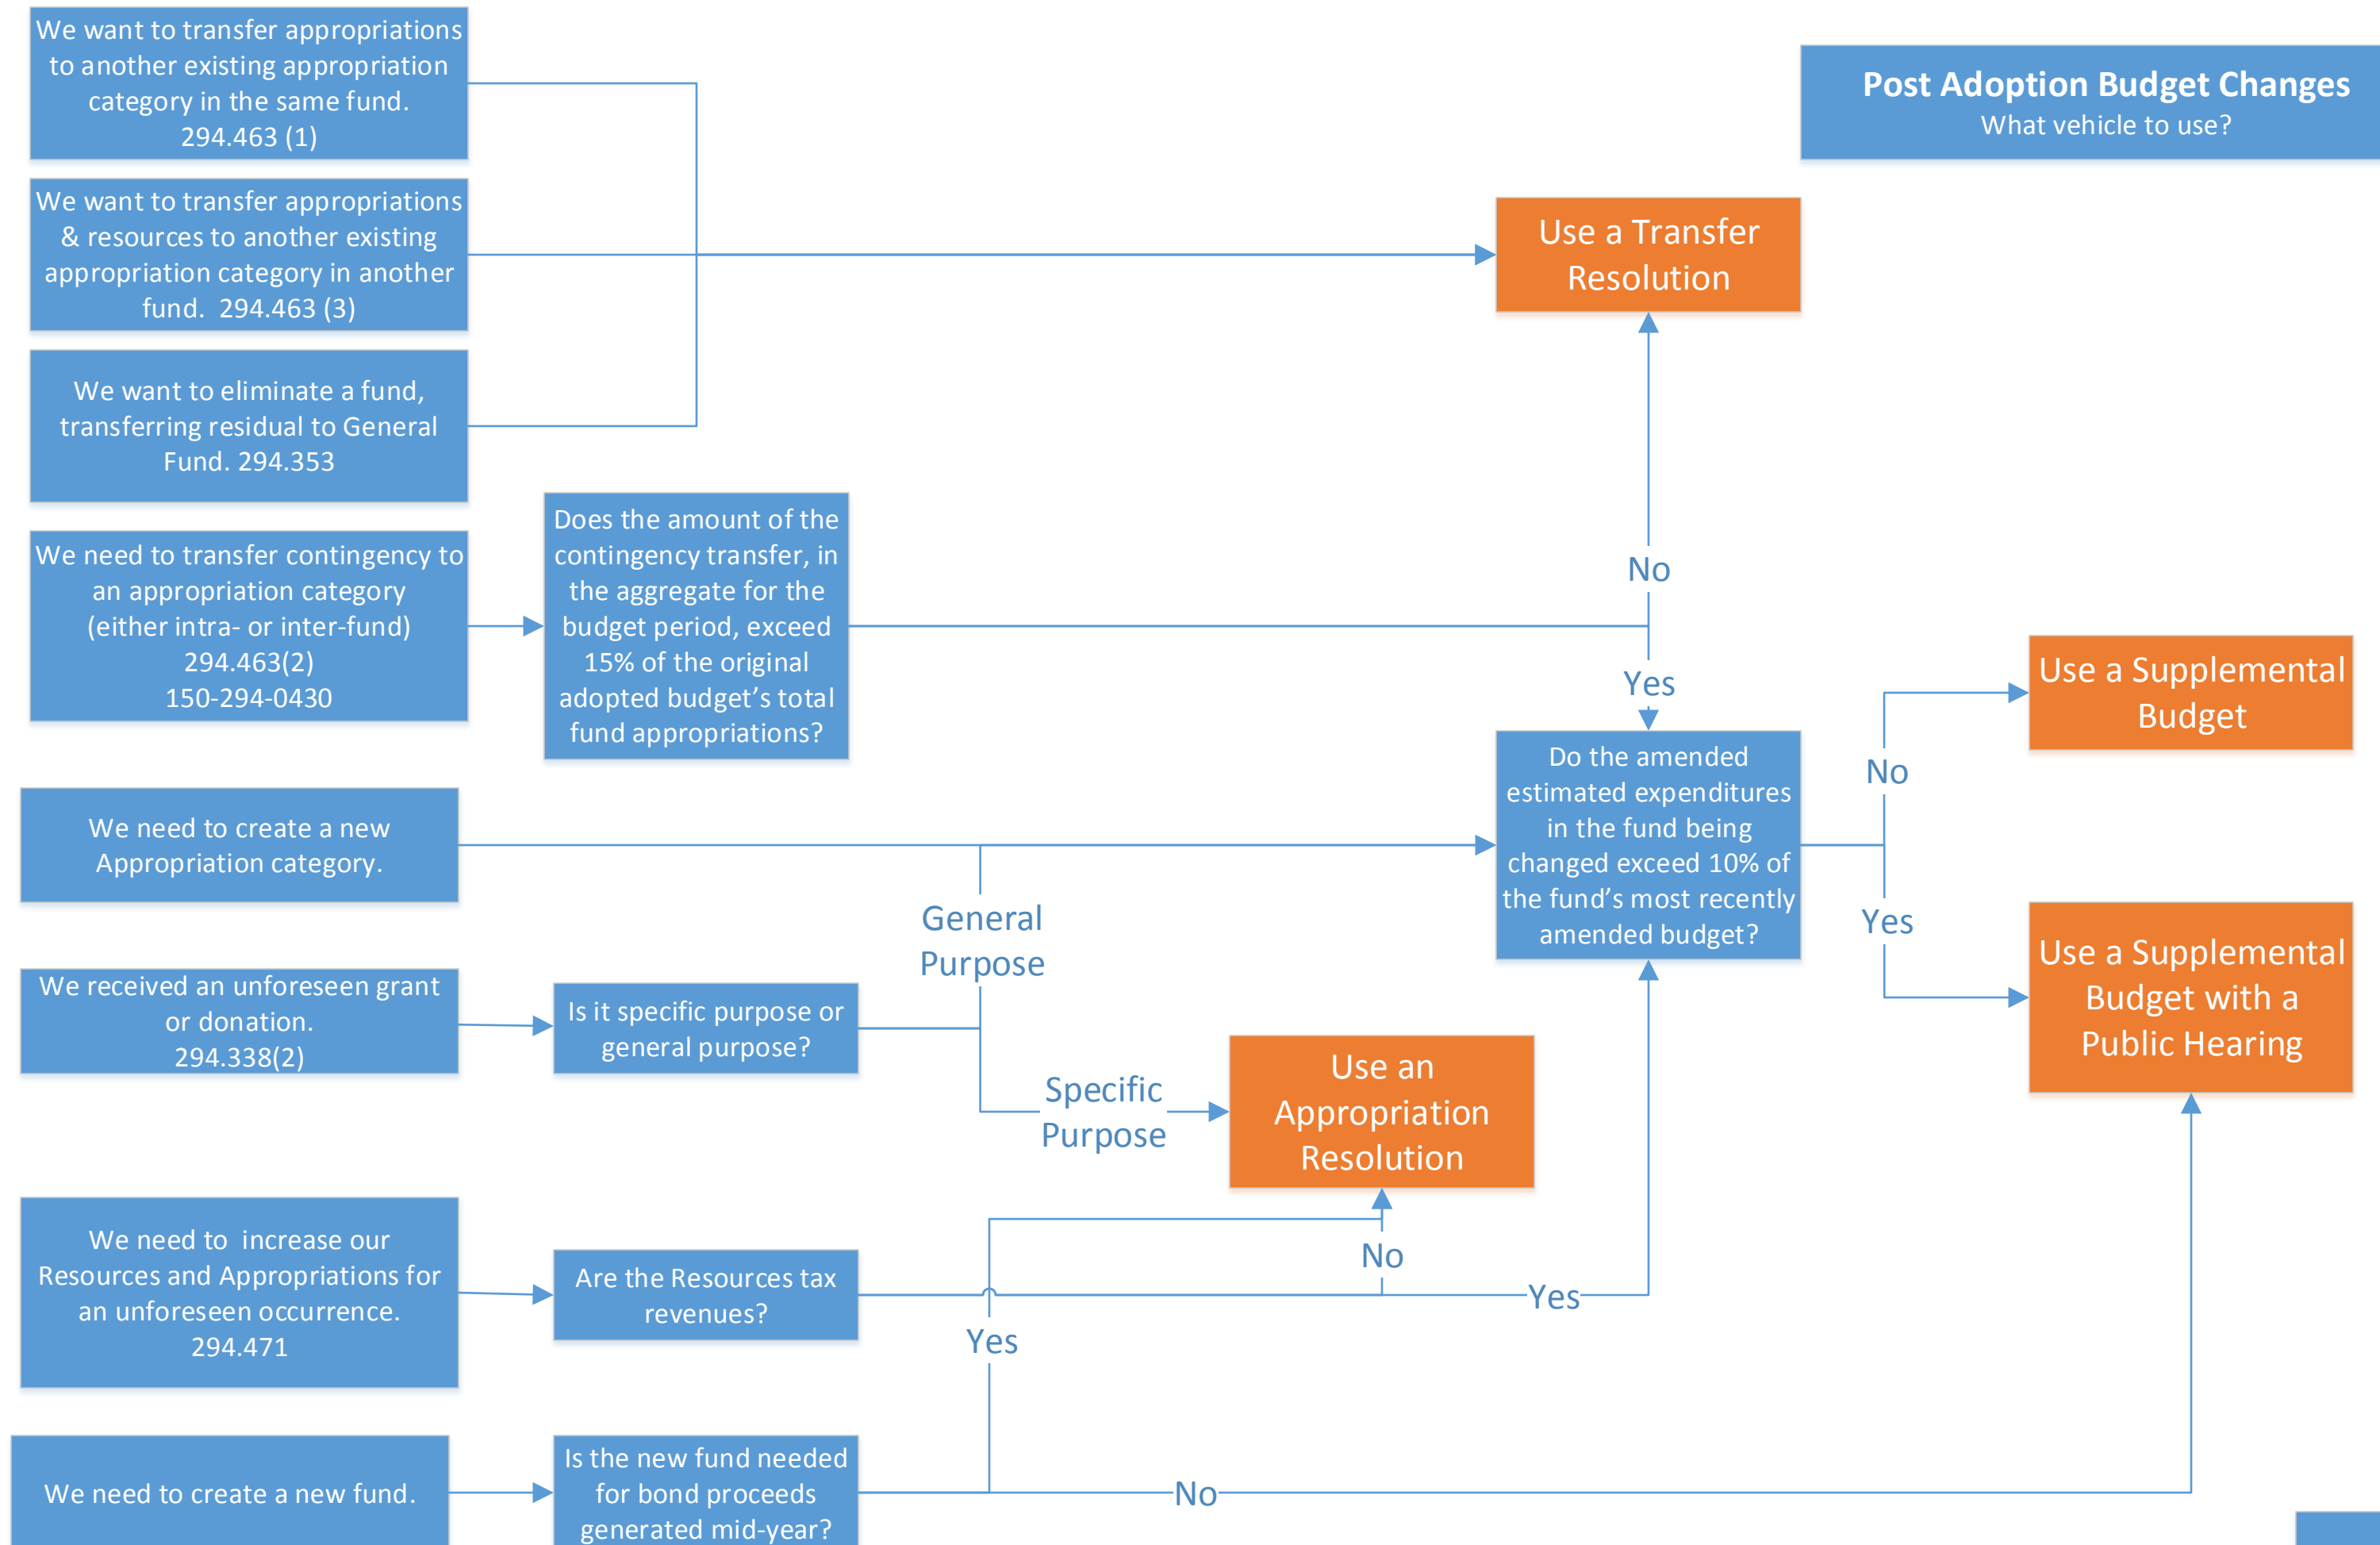 We want to transfer appropriations
to another existing appropriation
category in the same fund.
294.463 (1)
Post Adoption Budget Changes
What vehicle to use?
We want to transfer appropriations
& resources to another existing
appropriation category in another
fund. 294.463 (3)
Use a Transfer
Resolution
We want to eliminate a fund,
transferring residual to General
Fund. 294.353
We need to transfer contingency to
an appropriation category
(either intra- or inter-fund)
294.463(2)
150-294-0430
Does the amount of the
contingency transfer, in
the aggregate for the
budget period, exceed
15% of the original
adopted budget’s total
fund appropriations?
No
Yes
Use a Supplemental
Budget
We need to create a new
Appropriation category.
Do the amended
estimated expenditures
in the fund being
changed exceed 10% of
the fund’s most recently
amended budget?
No
Yes
General
Purpose
Use a Supplemental
Budget with a
Public Hearing
We received an unforeseen grant
or donation.
294.338(2)
Is it specific purpose or
general purpose?
Specific
Purpose
Use an
Appropriation
Resolution
We need to  increase our
Resources and Appropriations for
an unforeseen occurrence.
294.471
Are the Resources tax
revenues?
No
Yes
Yes
We need to create a new fund.
Is the new fund needed
for bond proceeds
generated mid-year?
No